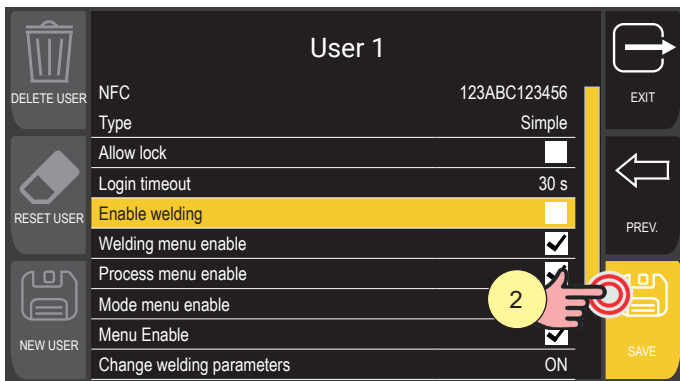 User 1
DELETE USER
NFC 123ABC123456
EXIT
Type Simple
Allow lock
Login timeout 30 s
RESET USER
Enable welding
PREV.
Welding menu enable
Process menu enable
2
Mode menu enable
NEW USER
Menu Enable
SAVE
Change welding parameters ON